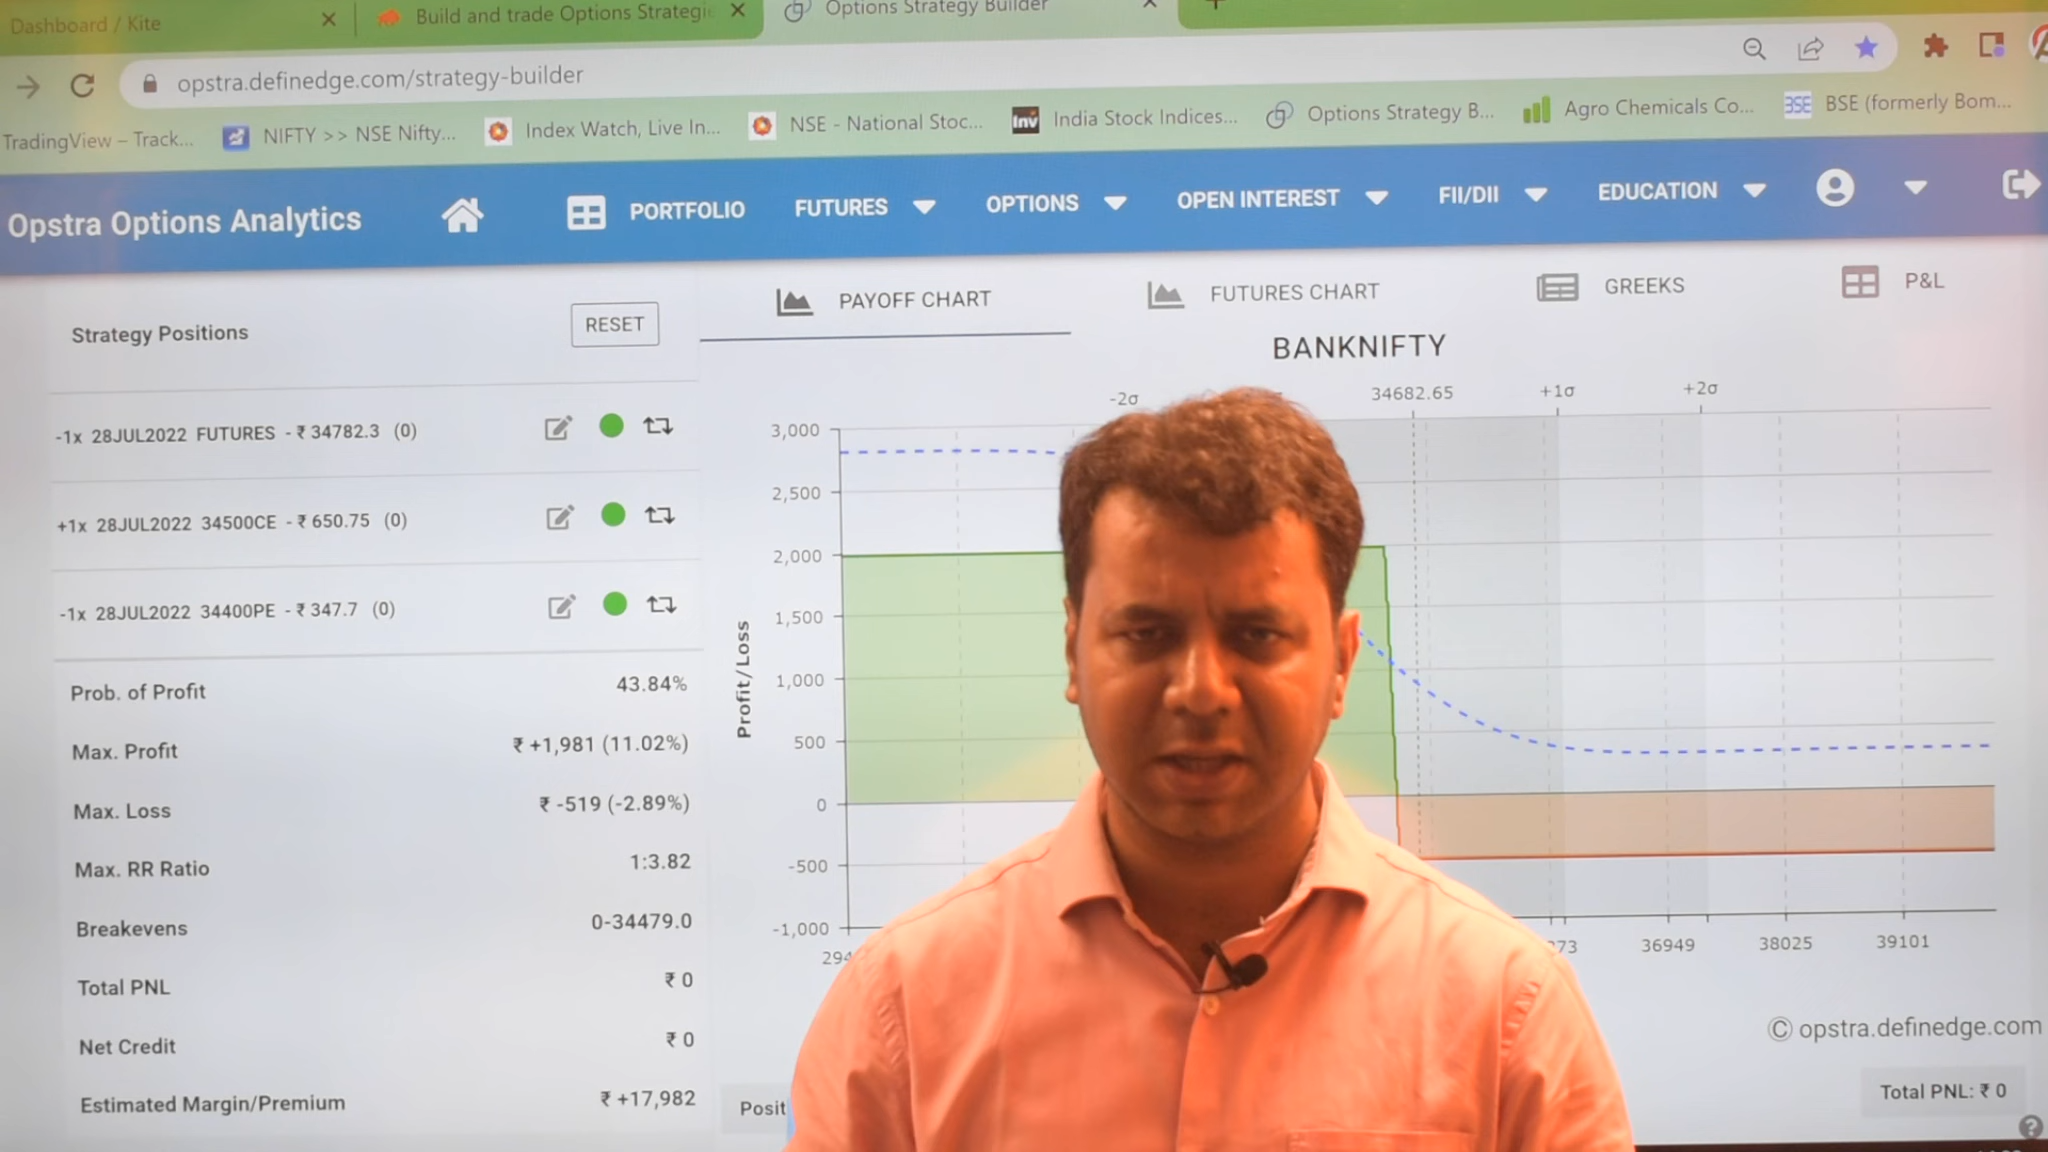 Dashboard / Kite
Build and trade Options Strategi
Options Strategy Builder
opstra.definedge.com/strategy-builder
TradingView – Track...
NIFTY >> NSE Nifty...
Index Watch, Live In...
NSE - National Stoc...
Inv
India Stock Indices...
Options Strategy B...
Agro Chemicals Co...
BSE
BSE (formerly Bom...
Opstra Options Analytics
PORTFOLIO
FUTURES
OPTIONS
OPEN INTEREST
FII/DII
EDUCATION
PAYOFF CHART
FUTURES CHART
GREEKS
P&L
Strategy Positions
RESET
-1x 28JUL2022 FUTURES - ₹ 34782.3 (0)
+1x 28JUL2022 34500CE - ₹ 650.75 (0)
-1x 28JUL2022 34400PE - ₹ 347.7 (0)
Prob. of Profit 43.84%
Max. Profit ₹ +1,981 (11.02%)
Max. Loss ₹ -519 (-2.89%)
Max. RR Ratio 1:3.82
Breakevens 0-34479.0
Total PNL ₹ 0
Net Credit ₹ 0
Estimated Margin/Premium ₹ +17,982
BANKNIFTY
-2σ 34682.65 +1σ +2σ
3,000
2,500
2,000
1,500
1,000
500
0
-500
-1,000
Profit/Loss
294
273 36949 38025 39101
© opstra.definedge.com
Posit
Total PNL: ₹ 0